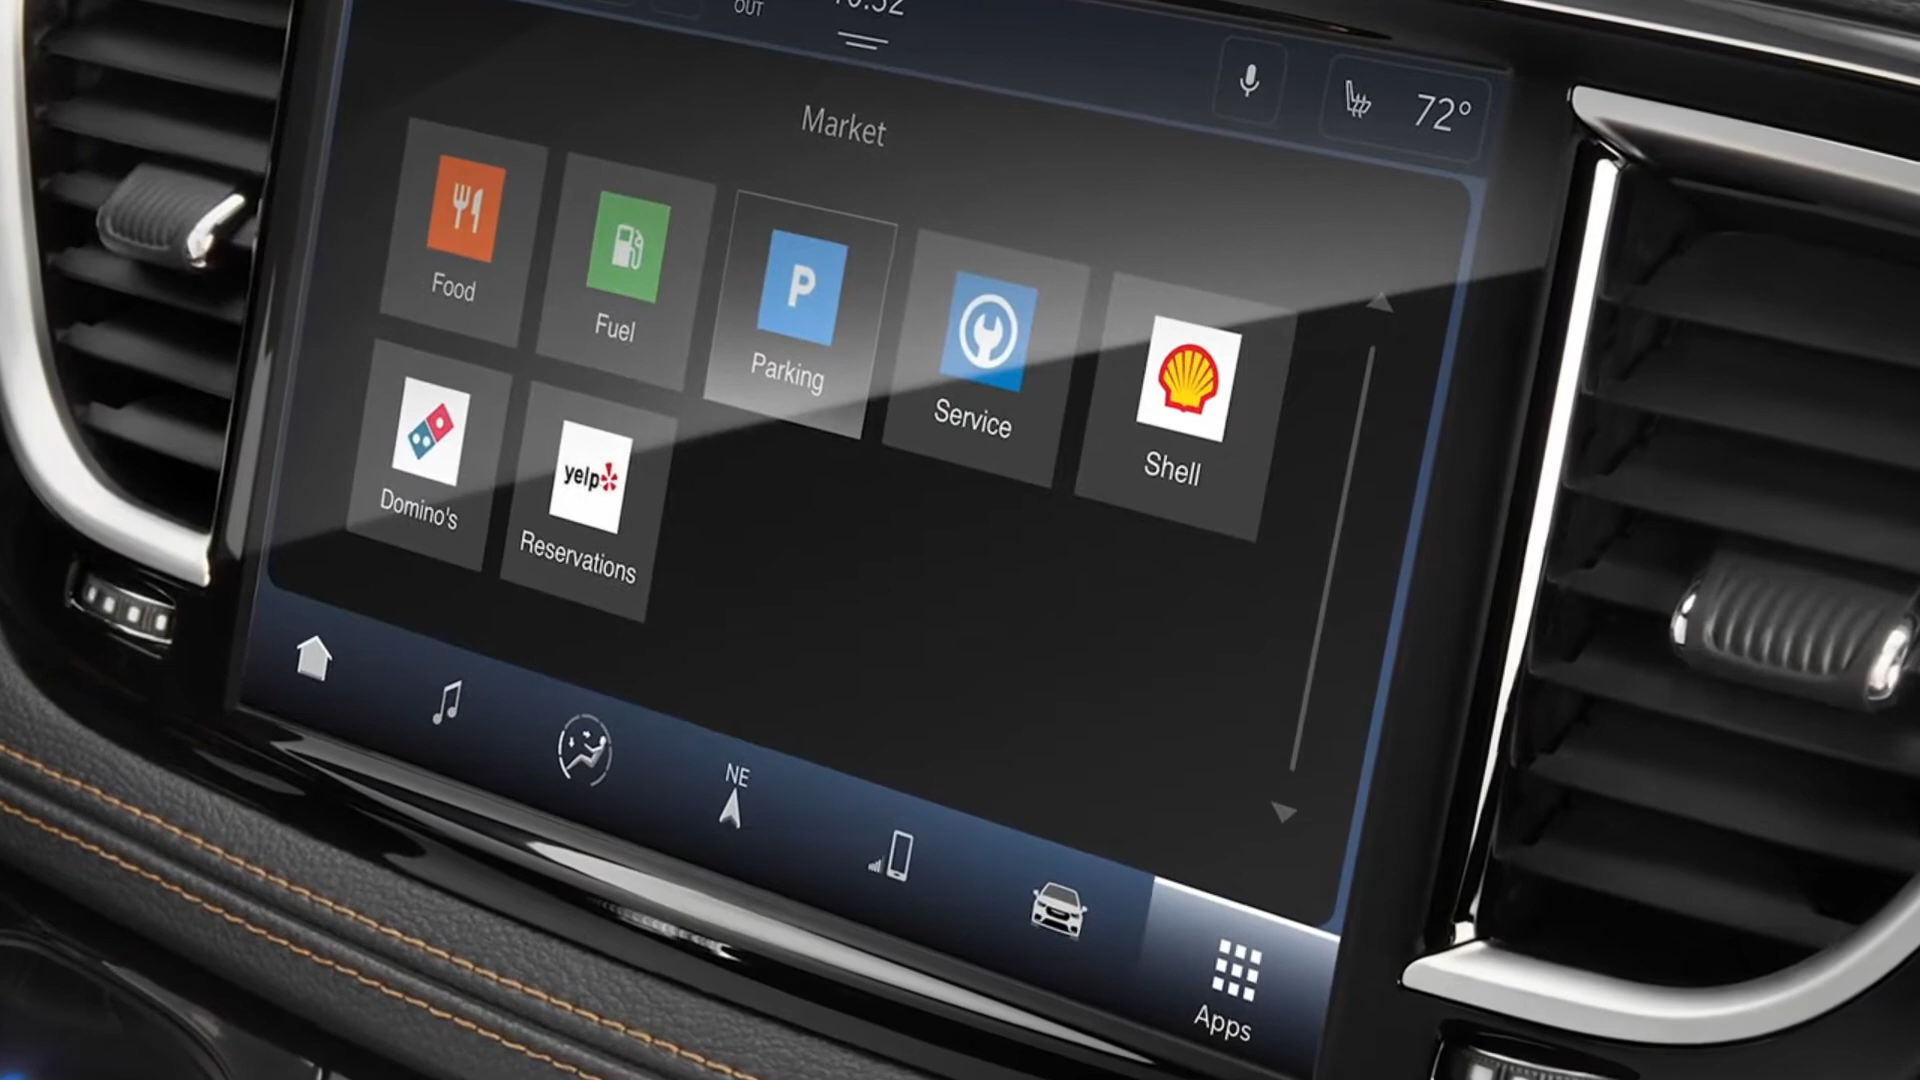 OUT
72°
Market
Food
Fuel
Parking
Service
Shell
Domino's
yelp
Reservations
NE
Apps